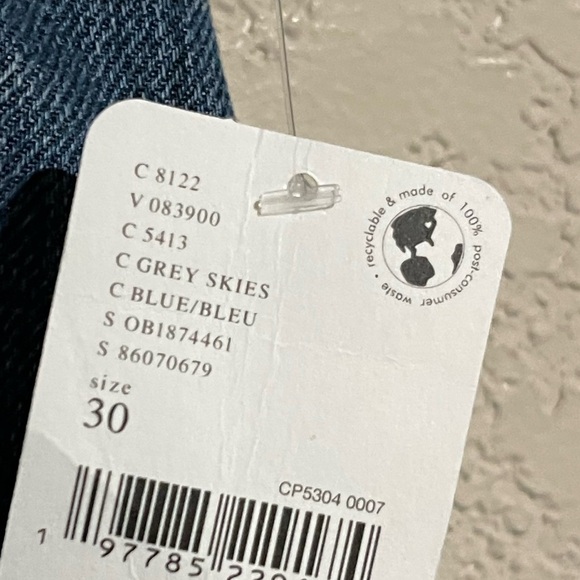 C 8122
V 083900
C 5413
C GREY SKIES
C BLUE/BLEU
S OB1874461
S 86070679
size
30
recyclable & made of 100% post-consumer waste •
CP5304 0007
1 97785